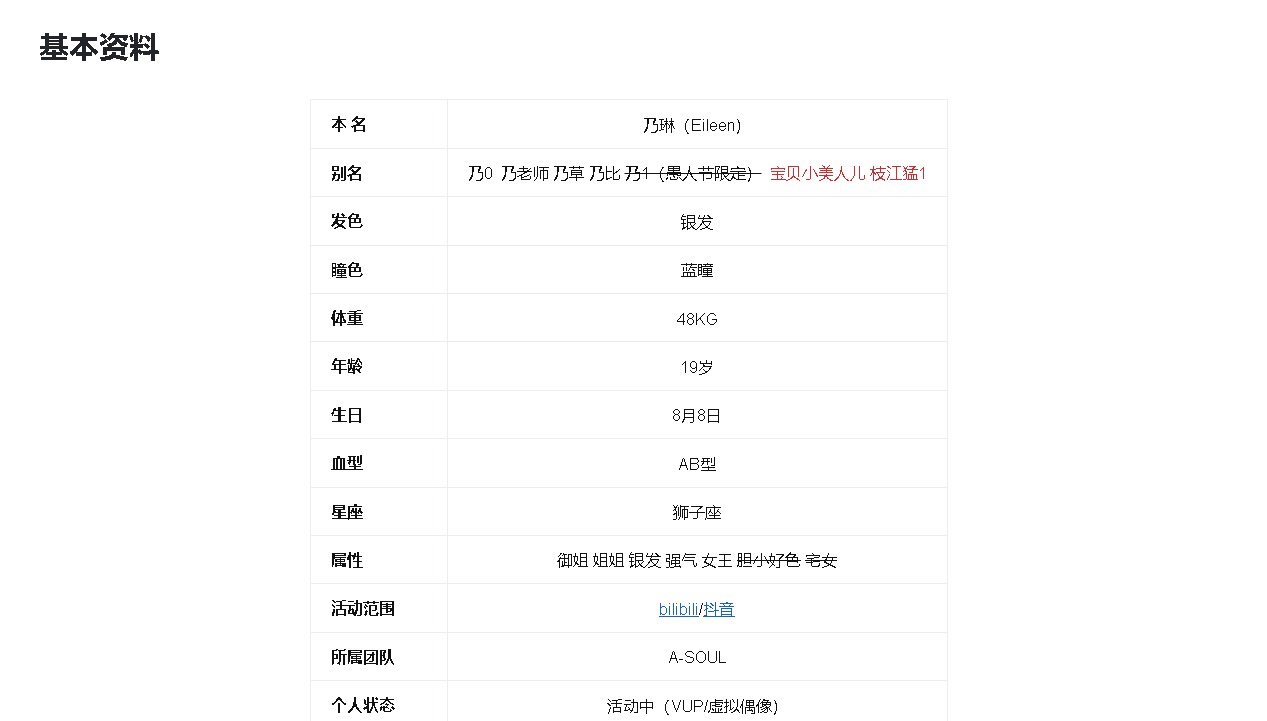 基本资料
本 名 乃琳（Eileen）
别名 乃0 乃老师 乃草 乃比 乃1（愚人节限定） 宝贝小美人儿 枝江猛1
发色 银发
瞳色 蓝瞳
体重 48KG
年龄 19岁
生日 8月8日
血型 AB型
星座 狮子座
属性 御姐 姐姐 银发 强气 女王 胆小好色 宅女
活动范围 bilibili/抖音
所属团队 A-SOUL
个人状态 活动中（VUP/虚拟偶像）